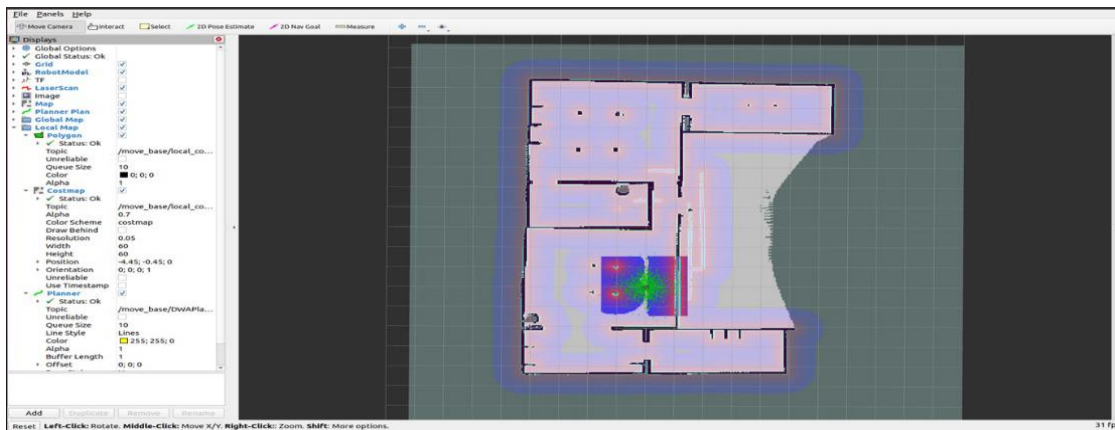 File Panels Help
Move Camera Interact Select 2D Pose Estimate 2D Nav Goal Measure
Displays
Global Options
Global Status: Ok
Grid
RobotModel
TF
LaserScan
Image
Map
Planner Plan
Global Map
Local Map
Polygon
Status: Ok
Topic /move_base/local_co...
Unreliable
Queue Size 10
Color 0; 0; 0
Alpha 1
Costmap
Status: Ok
Topic /move_base/local_co...
Alpha 0.7
Color Scheme costmap
Draw Behind
Resolution 0.05
Width 60
Height 60
Position -4.45; -0.45; 0
Orientation 0; 0; 0; 1
Unreliable
Use Timestamp
Planner
Status: Ok
Topic /move_base/DWAPla...
Unreliable
Queue Size 10
Line Style Lines
Color 255; 255; 0
Alpha 1
Buffer Length 1
Offset 0; 0; 0
Add Duplicate Remove Rename
Reset Left-Click: Rotate. Middle-Click: Move X/Y. Right-Click: Zoom. Shift: More options. 31 fp